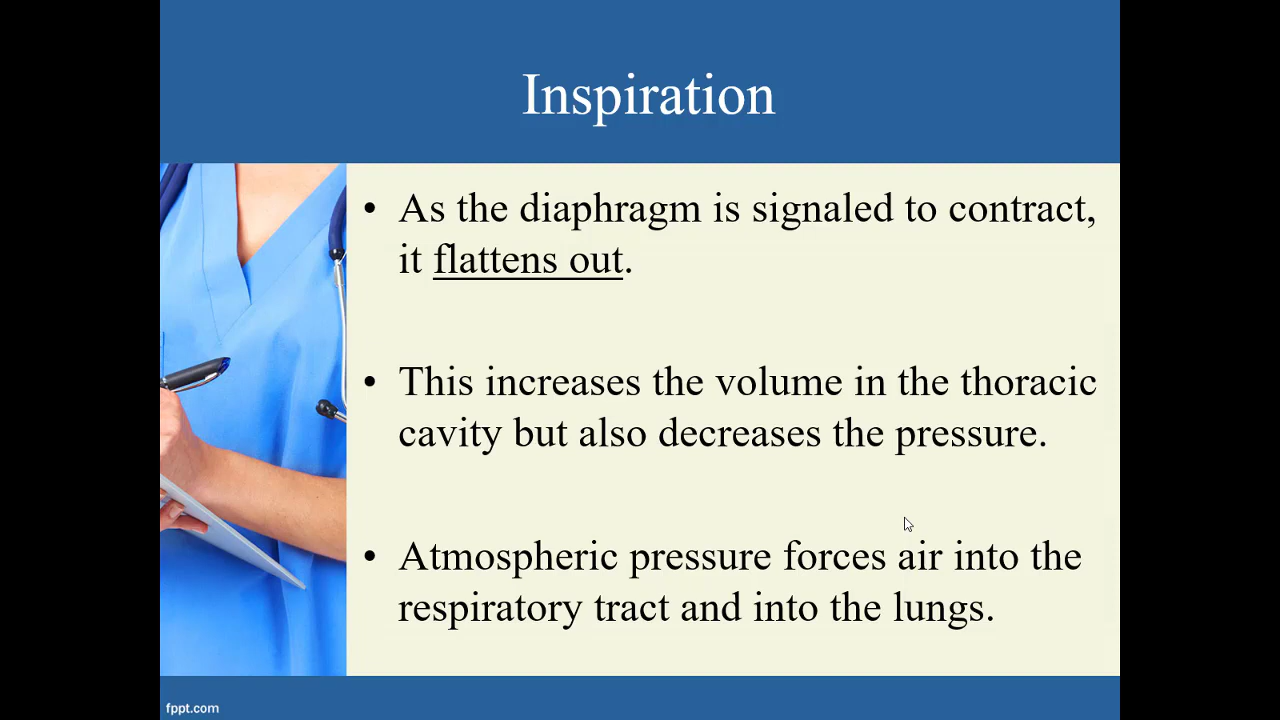 Inspiration
• As the diaphragm is signaled to contract,
it flattens out.
• This increases the volume in the thoracic
cavity but also decreases the pressure.
• Atmospheric pressure forces air into the
respiratory tract and into the lungs.
fppt.com